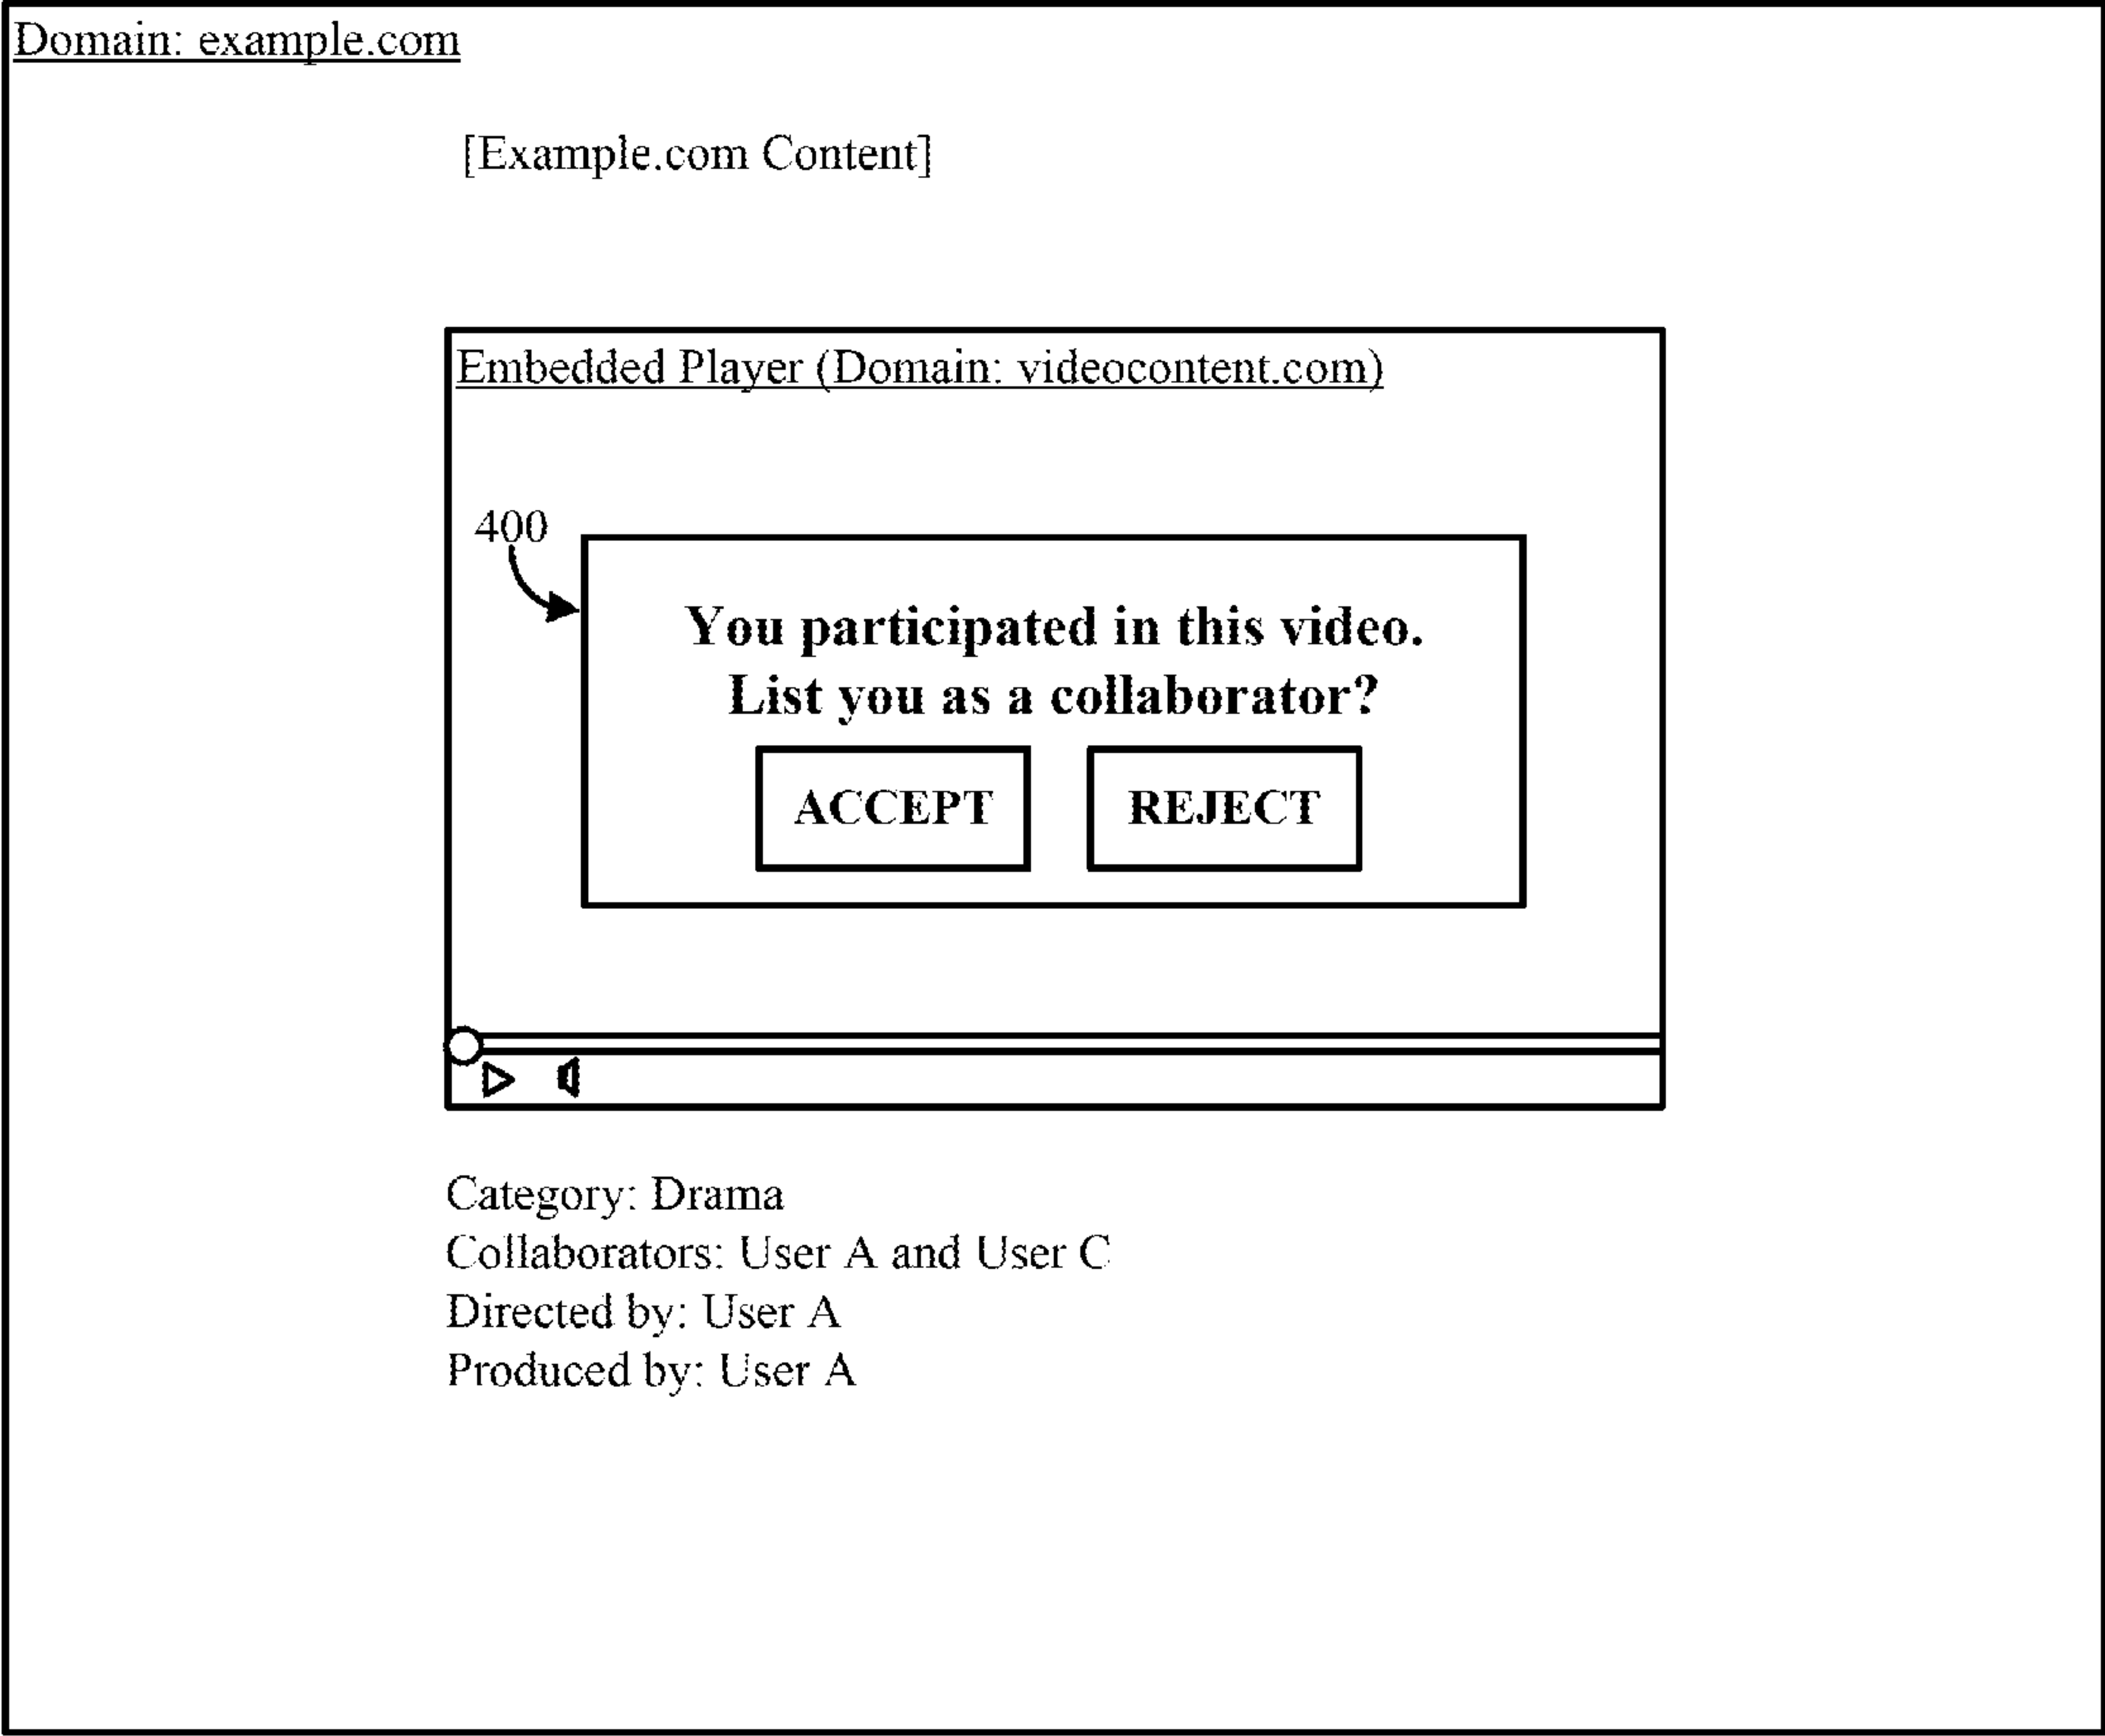 Domain: example.com
[Example.com Content]
Embedded Player (Domain: videocontent.com)
400
You participated in this video.
List you as a collaborator?
ACCEPT REJECT
Category: Drama
Collaborators: User A and User C
Directed by: User A
Produced by: User A